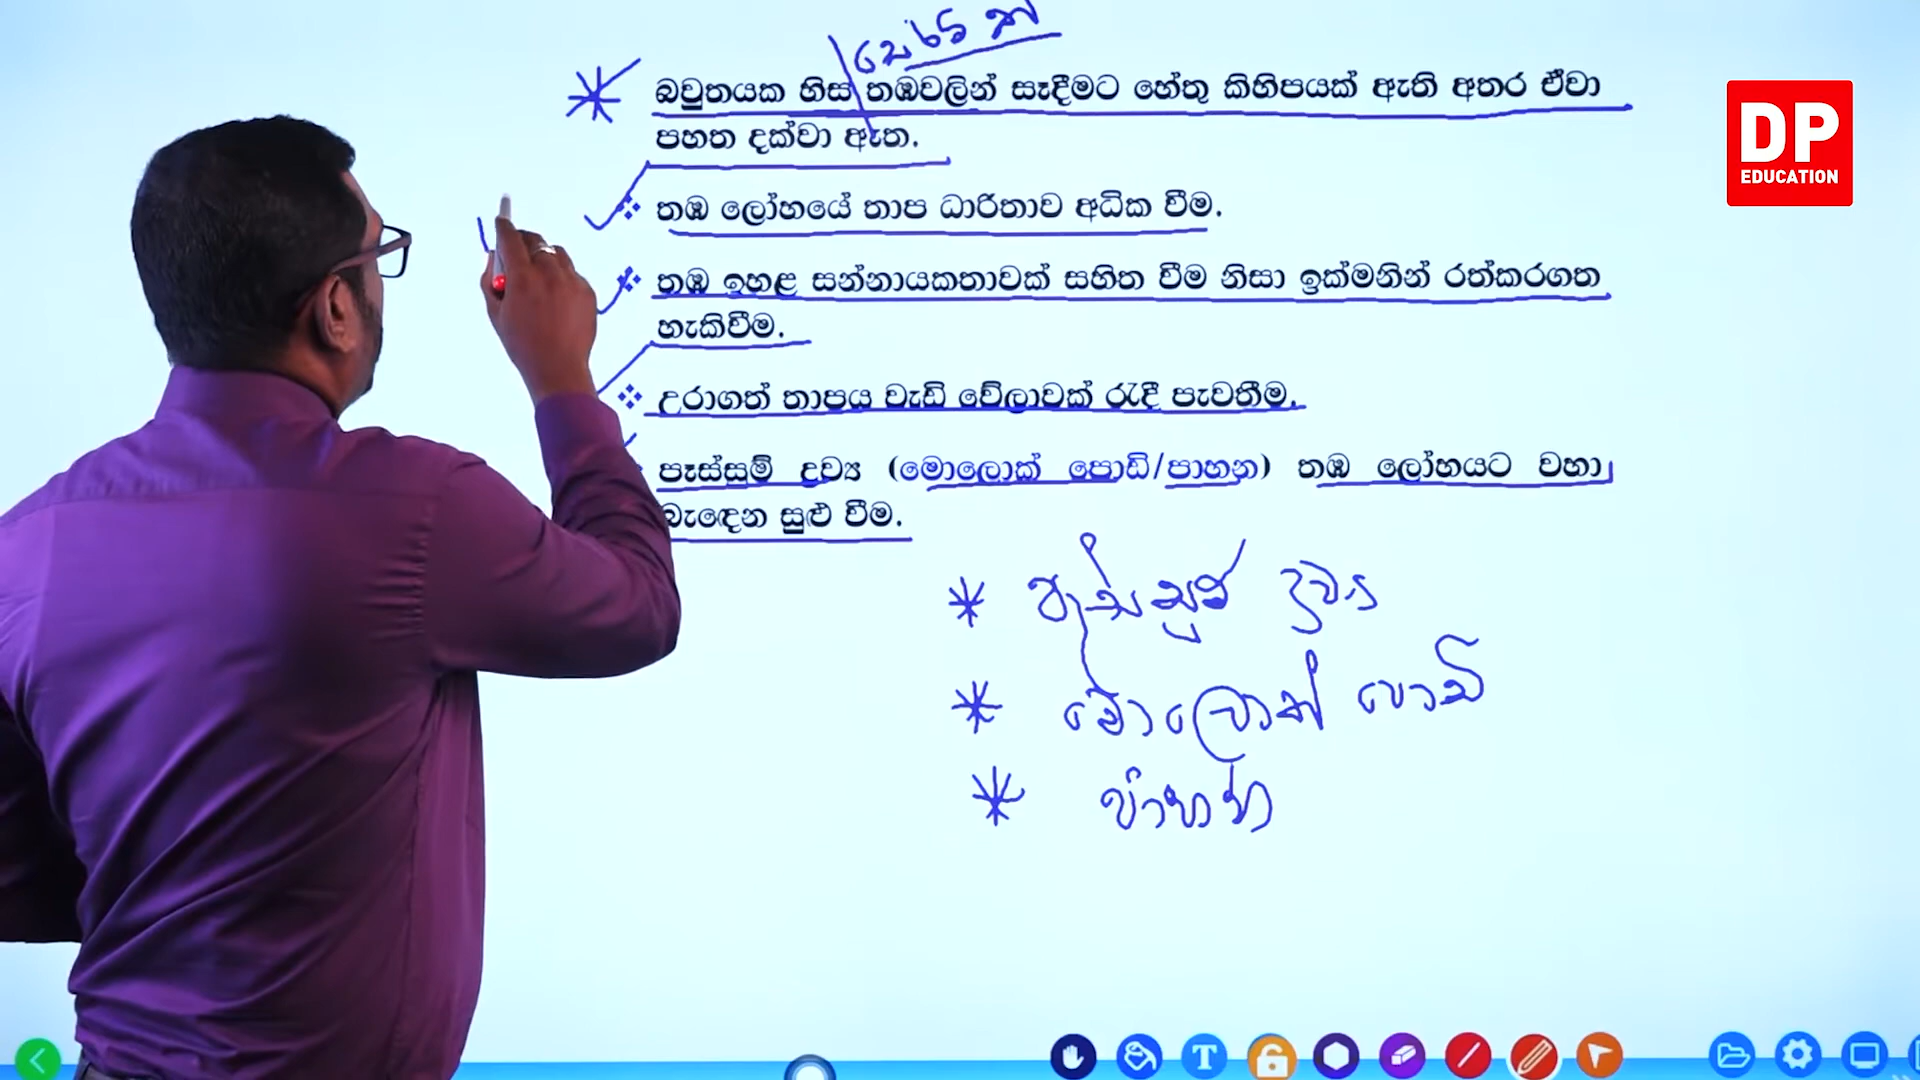 සේරම ත
බවුතයක හිස තඹවලින් සෑදීමට හේතු කිහිපයක් ඇති අතර ඒවා
පහත දක්වා ඇත.
තඹ ලෝහයේ තාප ධාරිතාව අධික වීම.
තඹ ඉහළ සන්නායකතාවක් සහිත වීම නිසා ඉක්මනින් රත්කරගත
හැකිවීම.
උරාගත් තාපය වැඩි වේලාවක් රැදී පැවතීම.
පෑස්සුම් ද්‍රව්‍ය (මොලොක් පොඩි/පාහන) තඹ ලෝහයට වහා
බැඳෙන සුළු වීම.
* පෑස්සුම් ද්‍රව්‍ය
* මොලොක් පොඩි
* පාහන
DP
EDUCATION